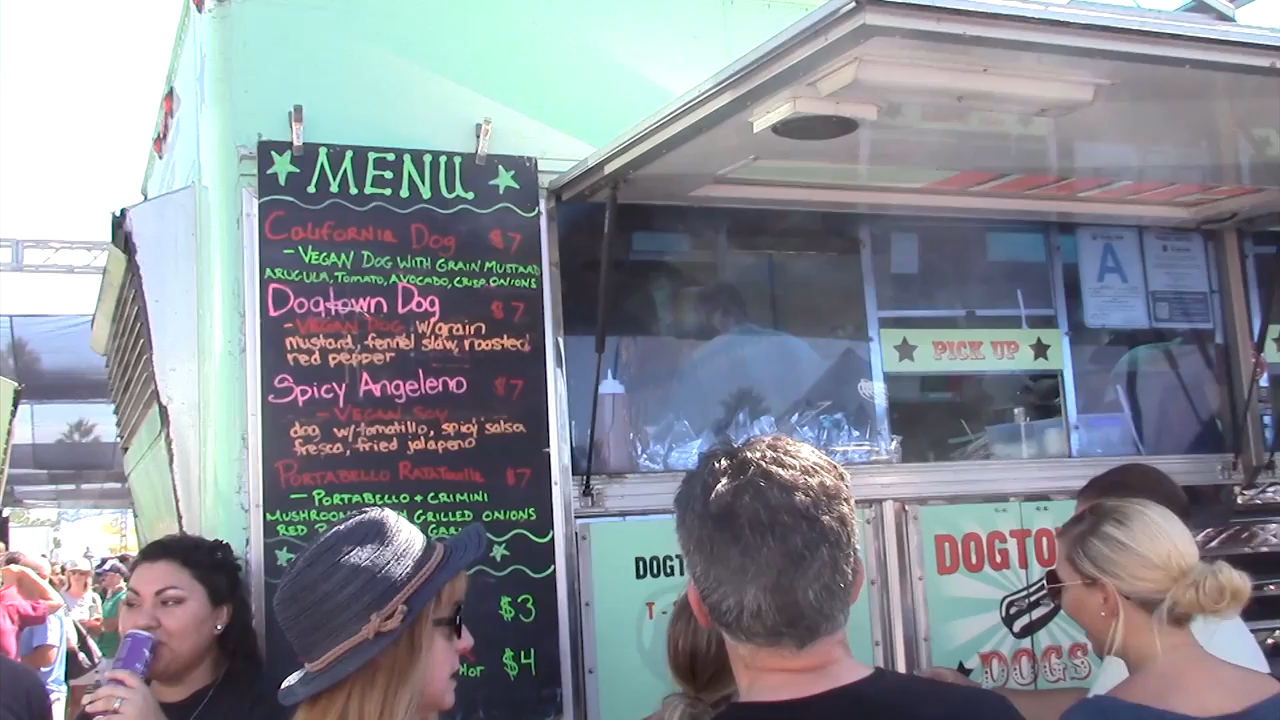 MENU
California Dog $7
- Vegan Dog with Grain Mustard
Arugula, Tomato, Avocado, Crisp Onions
Dogtown Dog $7
- Vegan Dog w/grain
mustard, fennel slaw, roasted
red pepper
Spicy Angeleno $7
- Vegan Soy
dog w/tomatillo, spicy salsa
fresca, fried jalapeno
Portabello Ratatouille $7
- Portabello + Crimini
Mushroom Grilled Onions
Red
$3
$4
A
PICK UP
DOGT
T-
DOGTO
DOGS